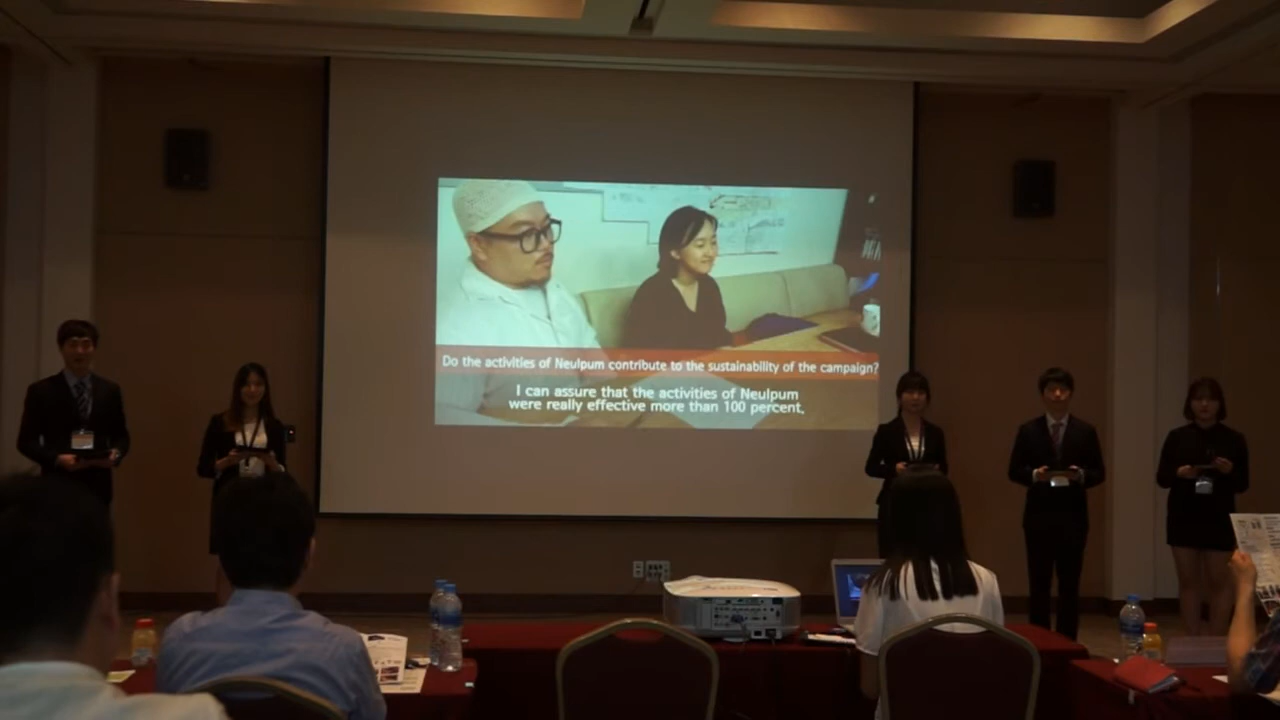 Do the activities of Neulpum contribute to the sustainability of the campaign?
I can assure that the activities of Neulpum
were really effective more than 100 percent.